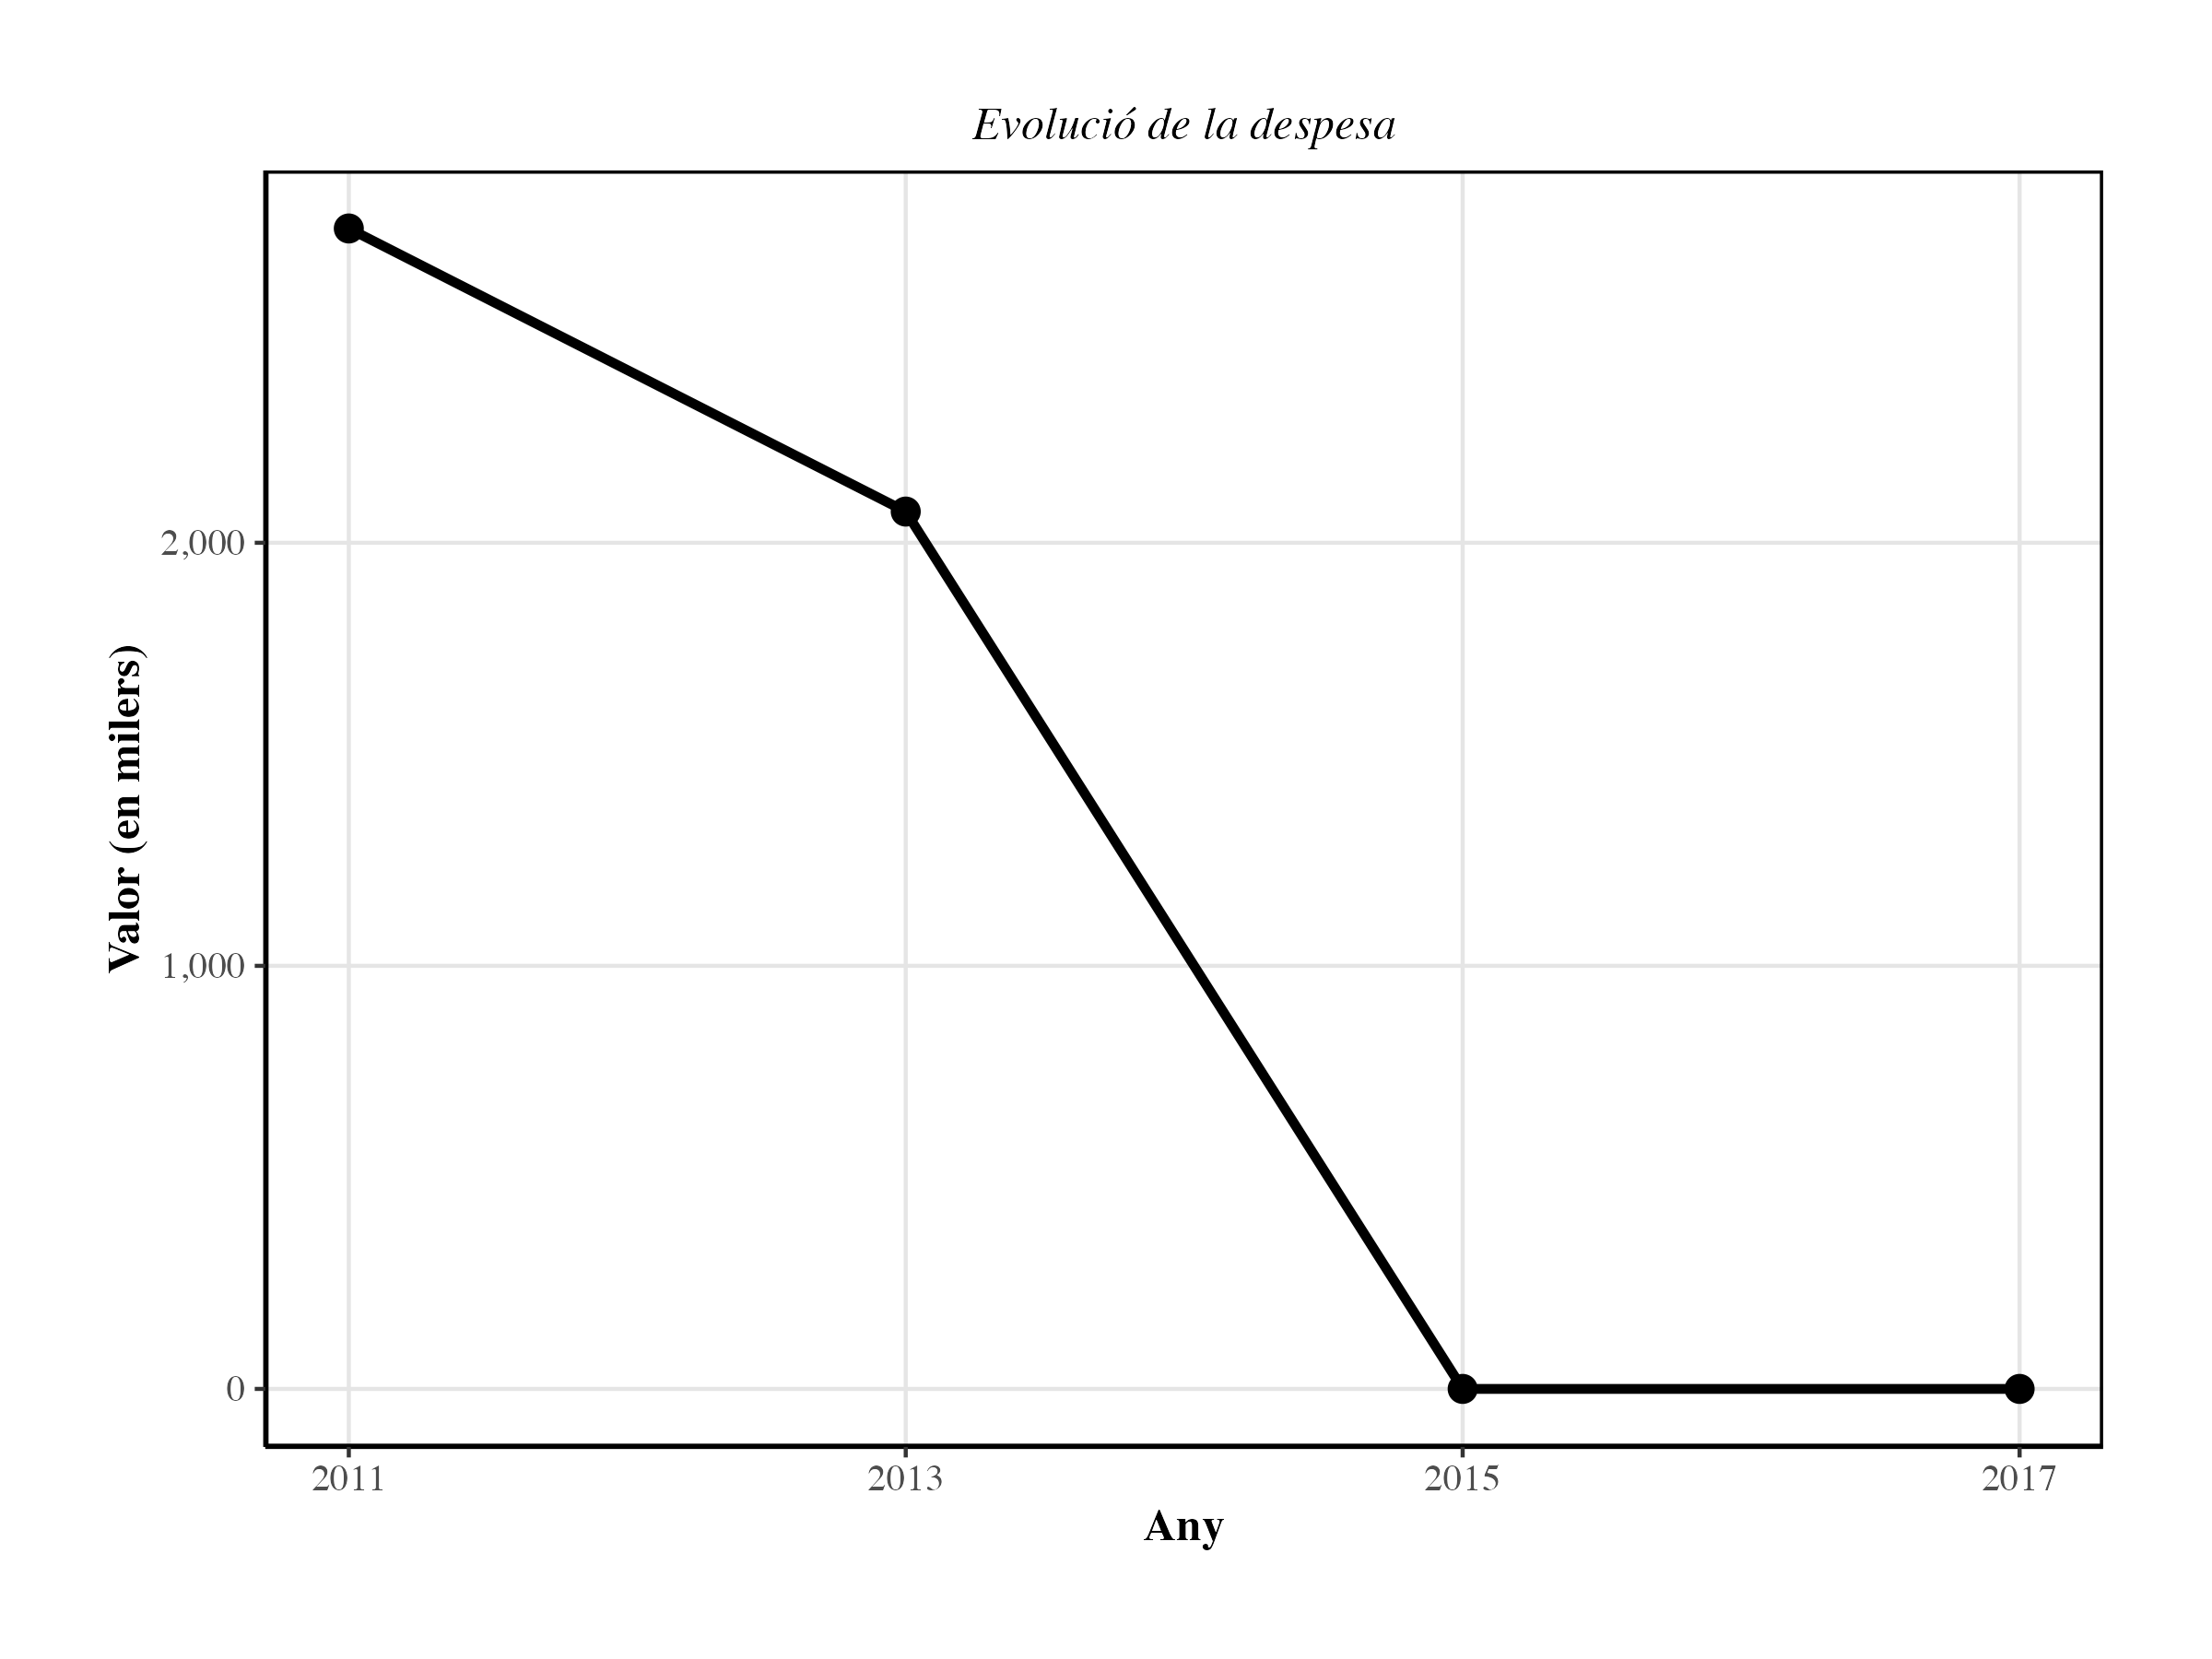 Evolució de la despesa
Valor (en milers)
2,000
1,000
0
2011 2013 2015 2017
Any